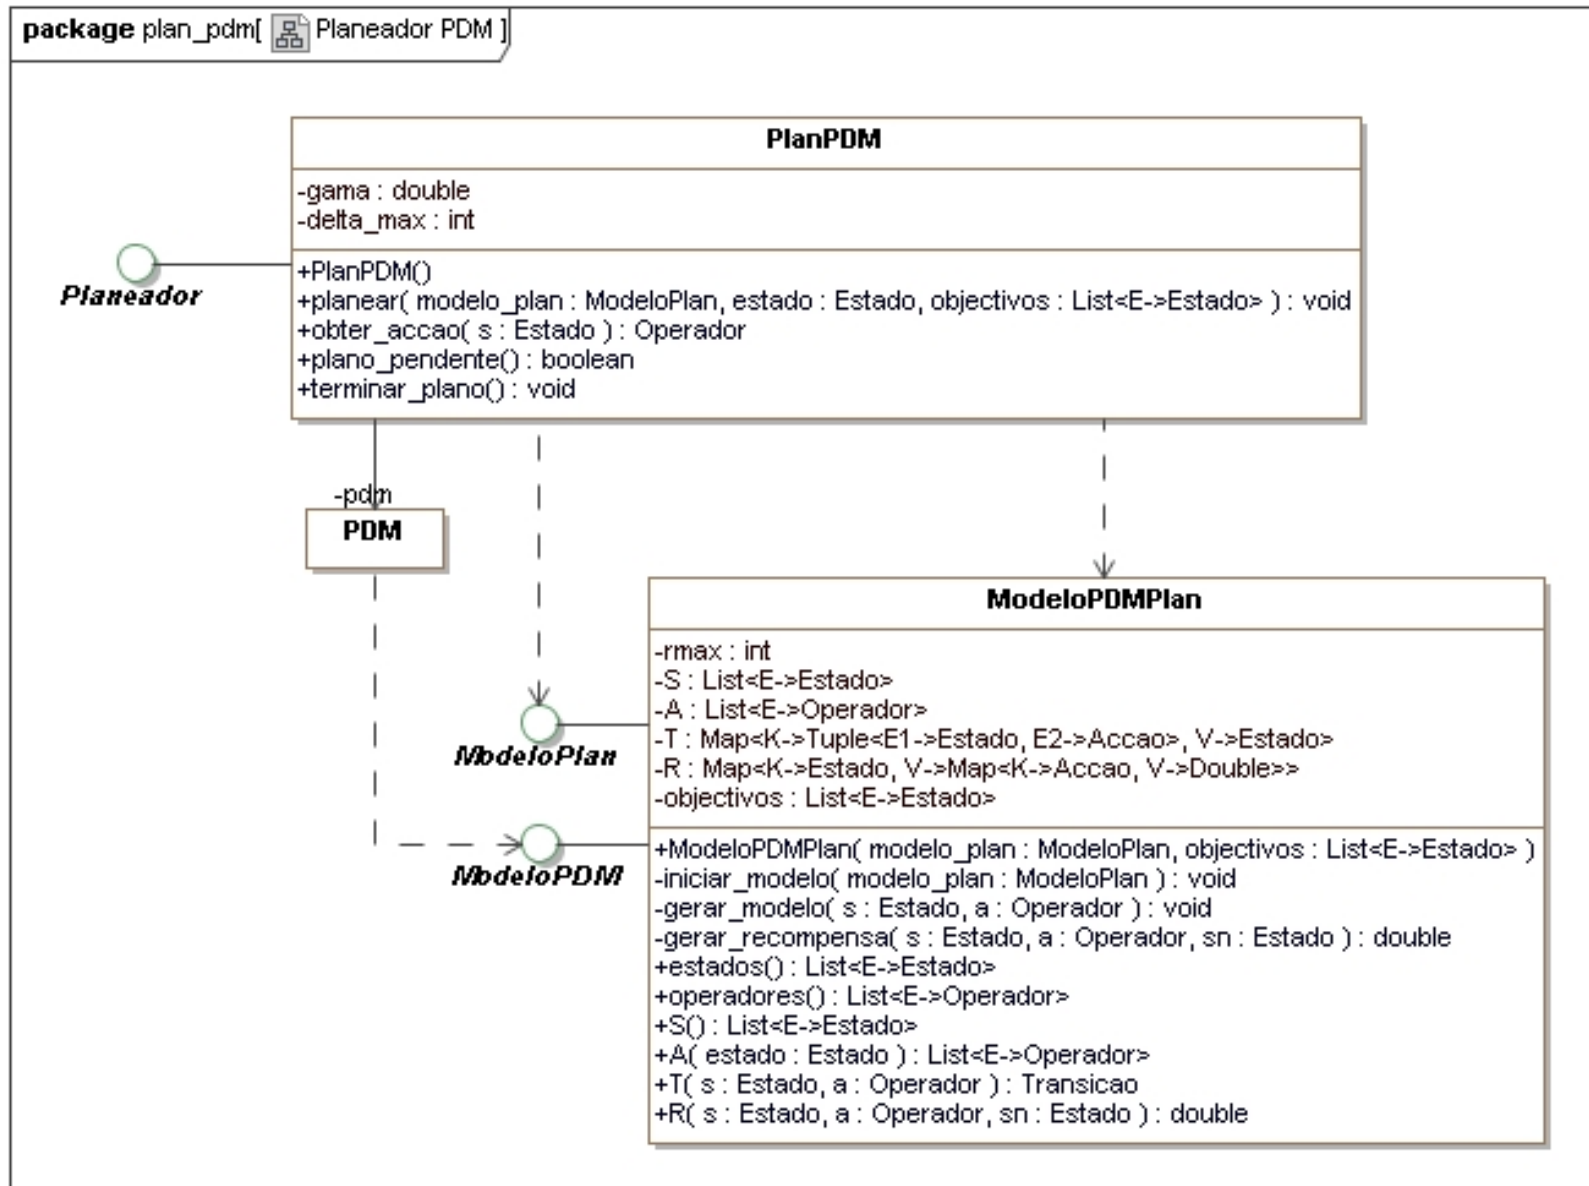 package plan_pdm[ Planeador PDM ]
PlanPDM
-gama : double
-delta_max : int
Planeador
+PlanPDM()
+planear( modelo_plan : ModeloPlan, estado : Estado, objectivos : List<E->Estado> ) : void
+obter_accao( s : Estado ) : Operador
+plano_pendente() : boolean
+terminar_plano() : void
-pdm
PDM
ModeloPDMPlan
-rmax : int
-S : List<E->Estado>
-A : List<E->Operador>
-T : Map<K->Tuple<E1->Estado, E2->Accao>, V->Estado>
-R : Map<K->Estado, V->Map<K->Accao, V->Double>>
-objectivos : List<E->Estado>
ModeloPlan
ModeloPDM
+ModeloPDMPlan( modelo_plan : ModeloPlan, objectivos : List<E->Estado> )
-iniciar_modelo( modelo_plan : ModeloPlan ) : void
-gerar_modelo( s : Estado, a : Operador ) : void
-gerar_recompensa( s : Estado, a : Operador, sn : Estado ) : double
+estados() : List<E->Estado>
+operadores() : List<E->Operador>
+S() : List<E->Estado>
+A( estado : Estado ) : List<E->Operador>
+T( s : Estado, a : Operador ) : Transicao
+R( s : Estado, a : Operador, sn : Estado ) : double